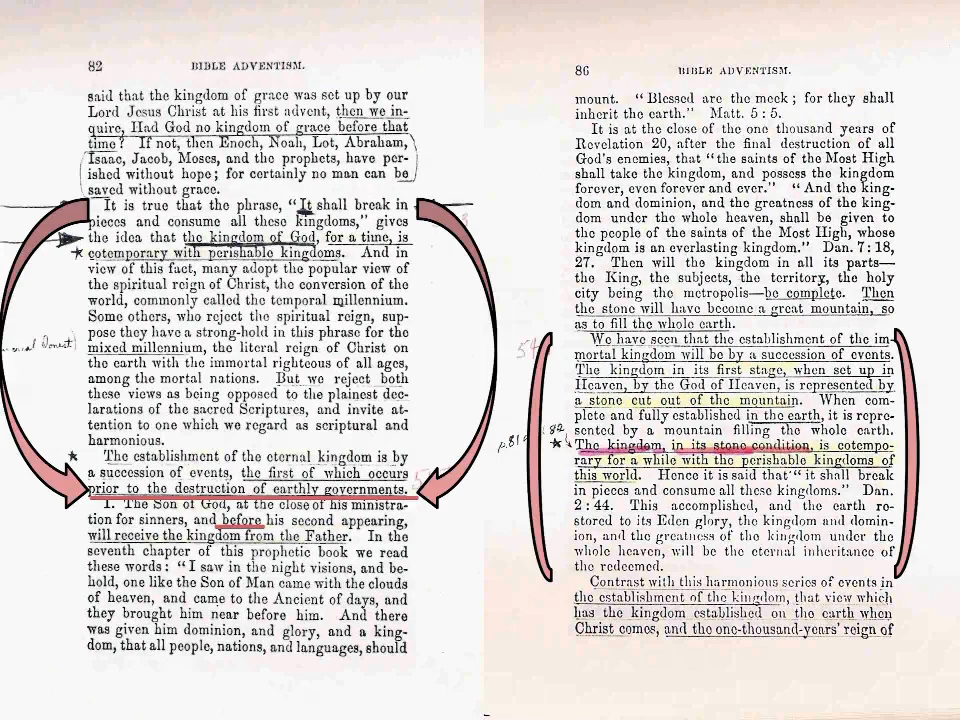 82 BIBLE ADVENTISM.
said that the kingdom of grace was set up by our
Lord Jesus Christ at his first advent, then we in-
quire, Had God no kingdom of grace before that
time? If not, then Enoch, Noah, Lot, Abraham,
Isaac, Jacob, Moses, and the prophets, have per-
ished without hope; for certainly no man can be
saved without grace.
It is true that the phrase, "It shall break in
pieces and consume all these kingdoms," gives
the idea that the kingdom of God, for a time, is
cotemporary with perishable kingdoms. And in
view of this fact, many adopt the popular view of
the spiritual reign of Christ, the conversion of the
world, commonly called the temporal millennium.
Some others, who reject the spiritual reign, sup-
pose they have a strong-hold in this phrase for the
mixed millennium, the literal reign of Christ on
the earth with the immortal righteous of all ages,
among the mortal nations. But we reject both
these views as being opposed to the plainest dec-
larations of the sacred Scriptures, and invite at-
tention to one which we regard as scriptural and
harmonious.
The establishment of the eternal kingdom is by
a succession of events, the first of which occurs
prior to the destruction of earthly governments.
1. The Son of God, at the close of his ministra-
tion for sinners, and before his second appearing,
will receive the kingdom from the Father. In the
seventh chapter of this prophetic book we read
these words: "I saw in the night visions, and be-
hold, one like the Son of Man came with the clouds
of heaven, and came to the Ancient of days, and
they brought him near before him. And there
was given him dominion, and glory, and a king-
dom, that all people, nations, and languages, should
86 BIBLE ADVENTISM.
mount. "Blessed are the meek; for they shall
inherit the earth." Matt. 5:5.
It is at the close of the one thousand years of
Revelation 20, after the final destruction of all
God's enemies, that "the saints of the Most High
shall take the kingdom, and possess the kingdom
forever, even forever and ever." "And the king-
dom and dominion, and the greatness of the king-
dom under the whole heaven, shall be given to
the people of the saints of the Most High, whose
kingdom is an everlasting kingdom." Dan. 7:18,
27. Then will the kingdom in all its parts—
the King, the subjects, the territory, the holy
city being the metropolis—be complete. Then
the stone will have become a great mountain, so
as to fill the whole earth.
We have seen that the establishment of the im-
mortal kingdom will be by a succession of events.
The kingdom in its first stage, when set up in
Heaven, by the God of Heaven, is represented by
a stone cut out of the mountain. When com-
plete and fully established in the earth, it is repre-
sented by a mountain filling the whole earth.
The kingdom, in its stone condition, is cotempo-
rary for a while with the perishable kingdoms of
this world. Hence it is said that "it shall break
in pieces and consume all these kingdoms." Dan.
2:44. This accomplished, and the earth re-
stored to its Eden glory, the kingdom and domin-
ion, and the greatness of the kingdom under the
whole heaven, will be the eternal inheritance of
the redeemed.
Contrast with this harmonious series of events in
the establishment of the kingdom, that view which
has the kingdom established on the earth when
Christ comes, and the one-thousand-years' reign of